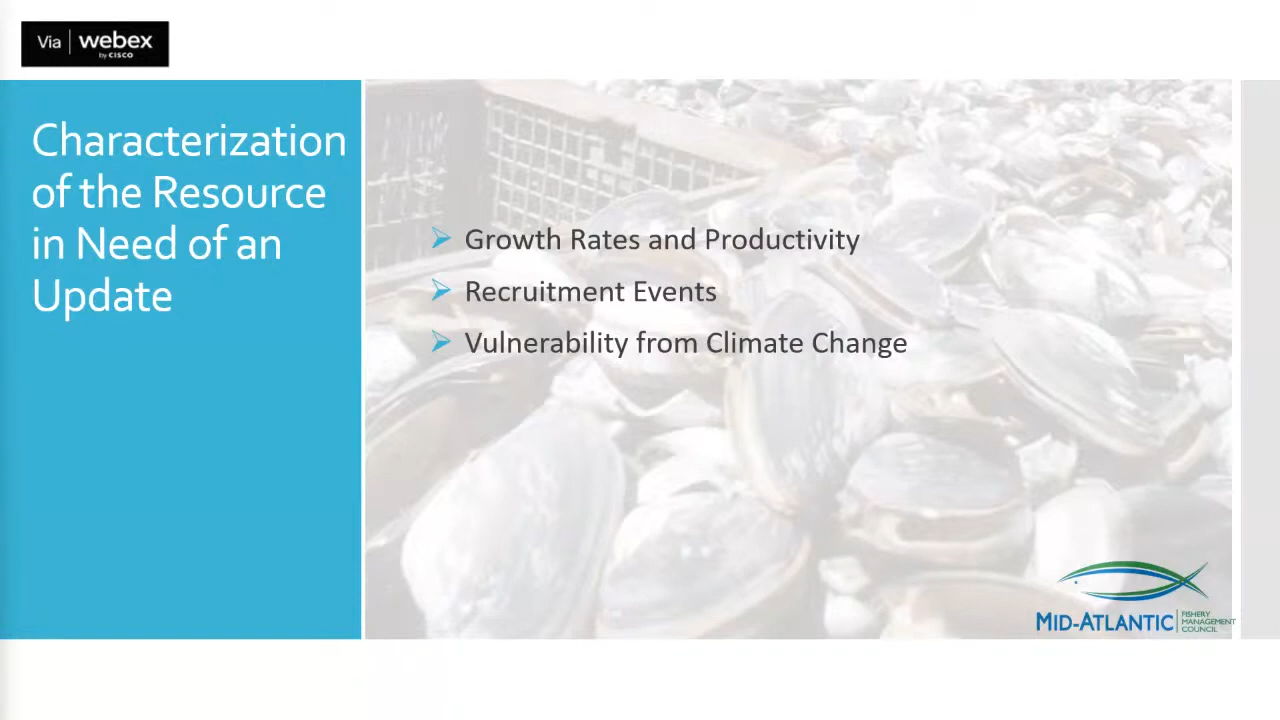 Via webex
by CISCO
Characterization
of the Resource
in Need of an
Update
Growth Rates and Productivity
Recruitment Events
Vulnerability from Climate Change
MID-ATLANTIC
FISHERY
MANAGEMENT
COUNCIL